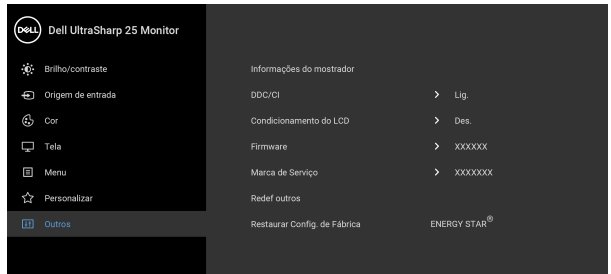 DELL Dell UltraSharp 25 Monitor
Brilho/contraste Informações do mostrador
Origem de entrada DDC/CI > Lig.
Cor Condicionamento do LCD > Des.
Tela Firmware > XXXXXX
Menu Marca de Serviço > XXXXXXX
Personalizar Redef outros
Outros Restaurar Config. de Fábrica ENERGY STAR®